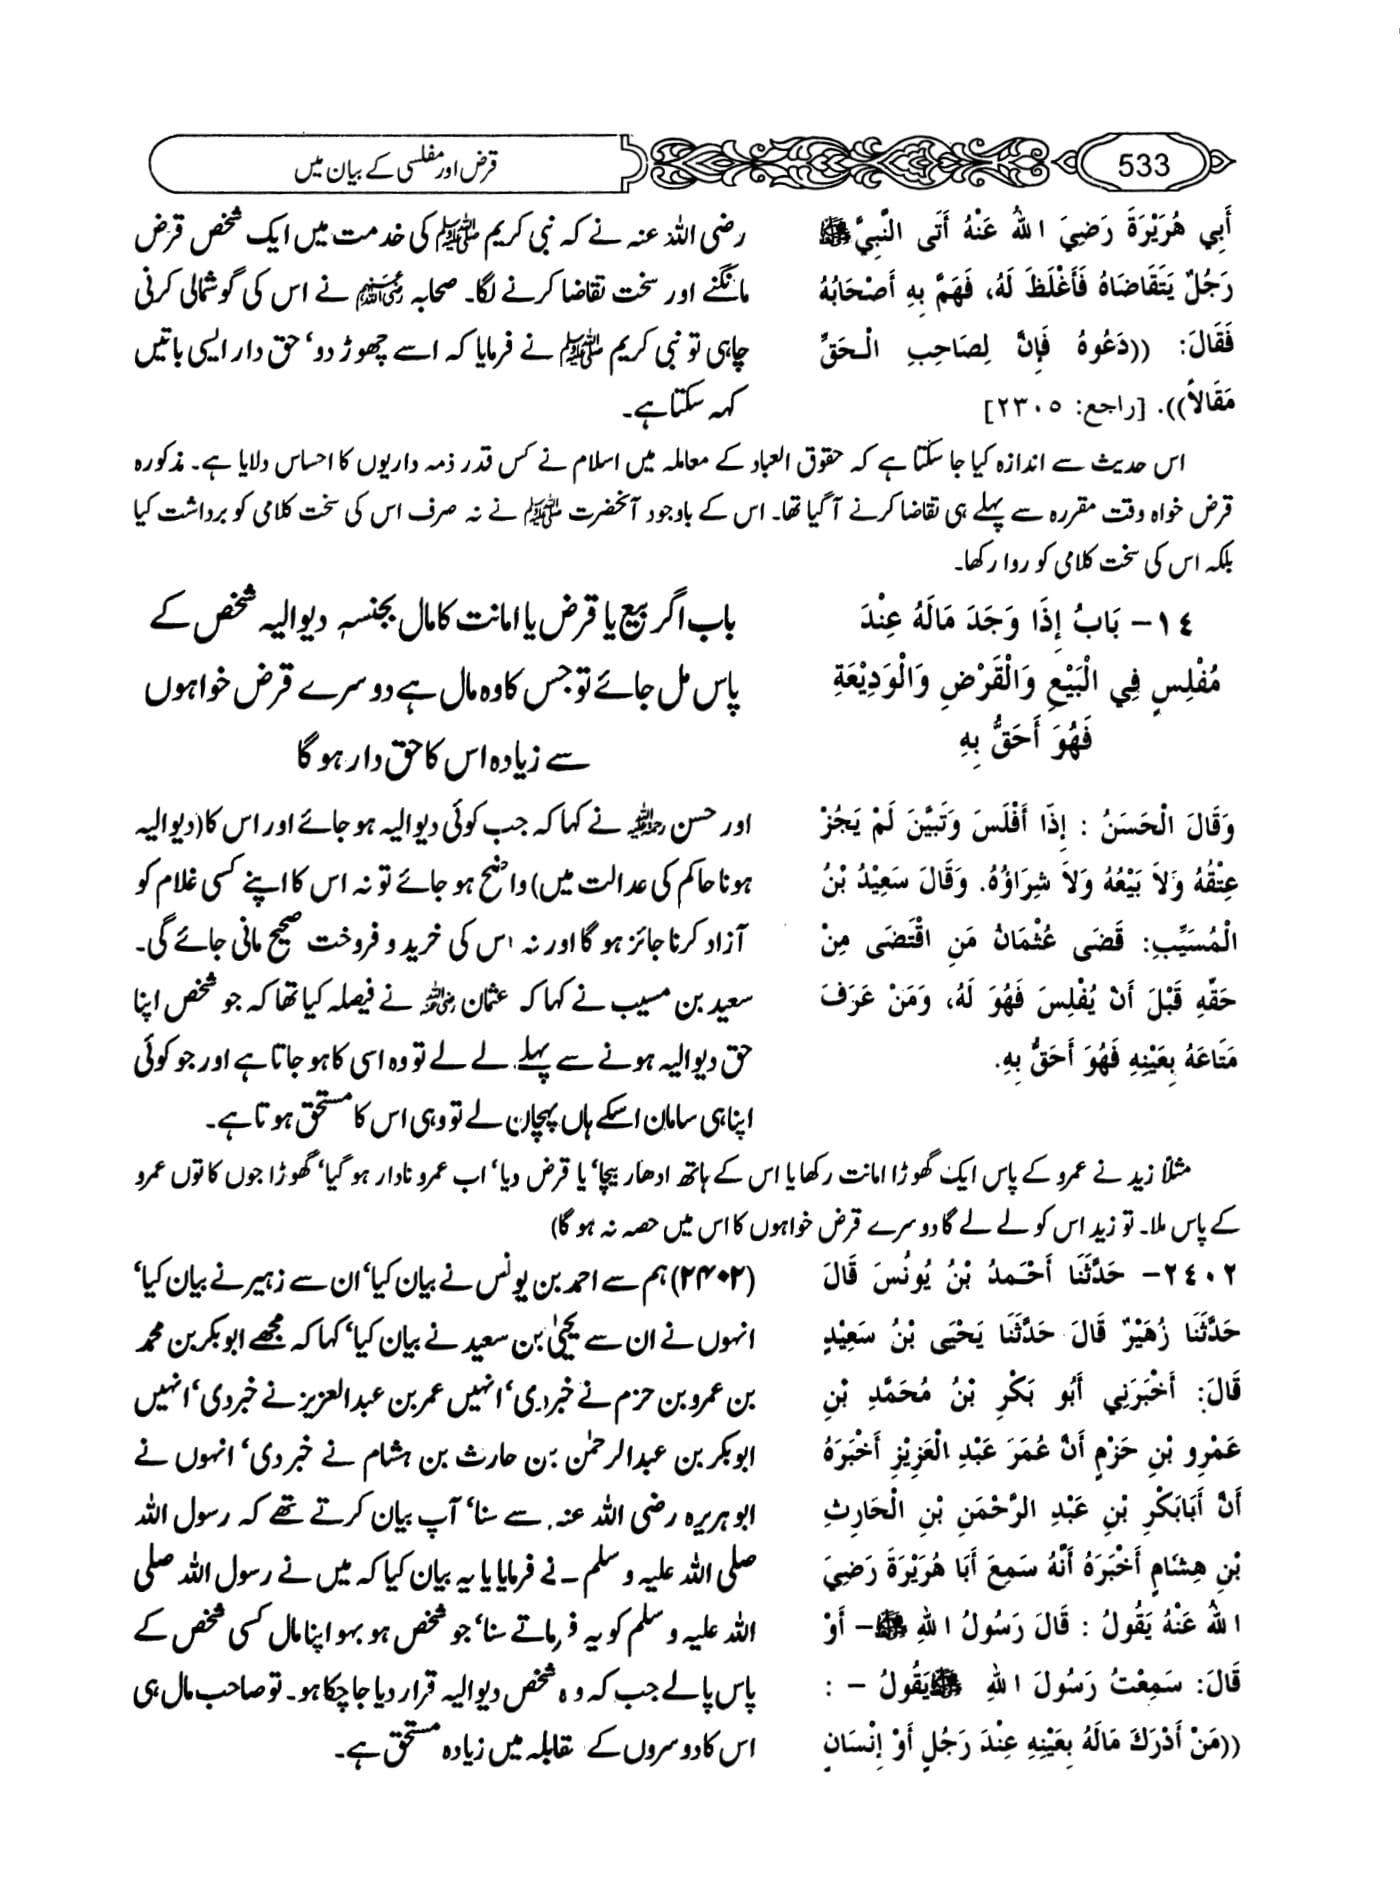 533
قرض اور مفلسی کے بیان میں
أَبِي هُرَيْرَةَ رَضِيَ اللهُ عَنْهُ أَتَى النَّبِيَّ ﷺ
رَجُلٌ يَتَقَاضَاهُ فَأَغْلَظَ لَهُ، فَهَمَّ بِهِ أَصْحَابُهُ
فَقَالَ: ((دَعُوهُ فَإِنَّ لِصَاحِبِ الْحَقِّ
مَقَالاً)). [راجع: ٢٣٠٥]
رضی اللہ عنہ نے کہ نبی کریم ﷺ کی خدمت میں ایک شخص قرض
مانگنے اور سخت تقاضا کرنے لگا۔ صحابہ رضی اللہ عنہم نے اس کی گوشمالی کرنی
چاہی تو نبی کریم ﷺ نے فرمایا کہ اسے چھوڑ دو‘ حق دار ایسی باتیں
کہہ سکتا ہے۔
اس حدیث سے اندازہ کیا جا سکتا ہے کہ حقوق العباد کے معاملہ میں اسلام نے کس قدر ذمہ داریوں کا احساس دلایا ہے۔ مذکورہ
قرض خواہ وقت مقررہ سے پہلے ہی تقاضا کرنے آگیا تھا۔ اس کے باوجود آنحضرت ﷺ نے نہ صرف اس کی سخت کلامی کو برداشت کیا
بلکہ اس کی سخت کلامی کو روا رکھا۔
١٤- بَابُ إِذَا وَجَدَ مَالَهُ عِنْدَ
مُفْلِسٍ فِي الْبَيْعِ وَالْقَرْضِ وَالْوَدِيْعَةِ
فَهُوَ أَحَقُّ بِهِ
باب اگر بیع یا قرض یا امانت کا مال بجنسہ دیوالیہ شخص کے
پاس مل جائے تو جس کا وہ مال ہے دوسرے قرض خواہوں
سے زیادہ اس کا حق دار ہو گا
وَقَالَ الْحَسَنُ : إِذَا أَفْلَسَ وَتَبَيَّنَ لَمْ يَجُزْ
عِتْقُهُ وَلاَ بَيْعُهُ وَلاَ شِرَاؤُهُ. وَقَالَ سَعِيْدُ بْنُ
الْمُسَيَّبِ: قَضَى عُثْمَانُ مَنِ اقْتَضَى مِنْ
حَقِّهِ قَبْلَ أَنْ يُفْلِسَ فَهُوَ لَهُ، وَمَنْ عَرَفَ
مَتَاعَهُ بِعَيْنِهِ فَهُوَ أَحَقُّ بِهِ.
اور حسن رحمۃ اللہ علیہ نے کہا کہ جب کوئی دیوالیہ ہو جائے اور اس کا (دیوالیہ
ہونا حاکم کی عدالت میں) واضح ہو جائے تو نہ اس کا اپنے کسی غلام کو
آزاد کرنا جائز ہو گا اور نہ اس کی خرید و فروخت صحیح مانی جائے گی۔
سعید بن مسیب نے کہا کہ عثمان رضی اللہ عنہ نے فیصلہ کیا تھا کہ جو شخص اپنا
حق دیوالیہ ہونے سے پہلے لے لے تو وہ اسی کا ہو جاتا ہے اور جو کوئی
اپنا ہی سامان اسکے ہاں پہچان لے تو وہی اس کا مستحق ہوتا ہے۔
مثلاً زید نے عمرو کے پاس ایک گھوڑا امانت رکھا یا اس کے ہاتھ ادھار بیچا‘ یا قرض دیا‘ اب عمرو نادار ہو گیا‘ گھوڑا جوں کا توں عمرو
کے پاس ملا۔ تو زید اس کو لے لے گا دوسرے قرض خواہوں کا اس میں حصہ نہ ہو گا)
٢٤٠٢- حَدَّثَنَا أَحْمَدُ بْنُ يُونُسَ قَالَ
حَدَّثَنَا زُهَيْرٌ قَالَ حَدَّثَنَا يَحْيَى بْنُ سَعِيْدٍ
قَالَ: أَخْبَرَنِي أَبُو بَكْرِ بْنُ مُحَمَّدِ بْنِ
عَمْرِو بْنِ حَزْمٍ أَنَّ عُمَرَ عَبْدِ الْعَزِيْزِ أَخْبَرَهُ
أَنَّ أَبَابَكْرِ بْنِ عَبْدِ الرَّحْمَنِ بْنِ الْحَارِثِ
بْنِ هِشَامٍ أَخْبَرَهُ أَنَّهُ سَمِعَ أَبَا هُرَيْرَةَ رَضِيَ
اللهُ عَنْهُ يَقُولُ : قَالَ رَسُولُ اللهِ ﷺ - أَوْ
قَالَ: سَمِعْتُ رَسُولَ اللهِ ﷺ يَقُولُ - :
((مَنْ أَدْرَكَ مَالَهُ بِعَيْنِهِ عِنْدَ رَجُلٍ أَوْ إِنْسَانٍ
(۲۴۰۲) ہم سے احمد بن یونس نے بیان کیا‘ ان سے زہیر نے بیان کیا‘
انہوں نے ان سے یحییٰ بن سعید نے بیان کیا‘ کہا کہ مجھے ابوبکر بن محمد
بن عمرو بن حزم نے خبر دی‘ انہیں عمر بن عبدالعزیز نے خبر دی‘ انہیں
ابوبکر بن عبدالرحمٰن بن حارث بن ہشام نے خبر دی‘ انہوں نے
ابو ہریرہ رضی اللہ عنہ سے سنا‘ آپ بیان کرتے تھے کہ رسول اللہ
صلی اللہ علیہ و سلم – نے فرمایا یا یہ بیان کیا کہ میں نے رسول اللہ صلی
اللہ علیہ و سلم کو یہ فرماتے سنا‘ جو شخص ہو بہو اپنا مال کسی شخص کے
پاس پالے جب کہ وہ شخص دیوالیہ قرار دیا جا چکا ہو۔ تو صاحب مال ہی
اس کا دوسروں کے مقابلہ میں زیادہ مستحق ہے۔